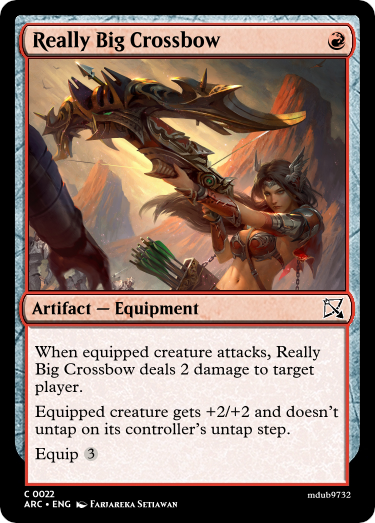 Really Big Crossbow
Artifact — Equipment
When equipped creature attacks, Really
Big Crossbow deals 2 damage to target
player.
Equipped creature gets +2/+2 and doesn't
untap on its controller's untap step.
Equip 3
C 0022
ARC • ENG Farjareka Setiawan
mdub9732